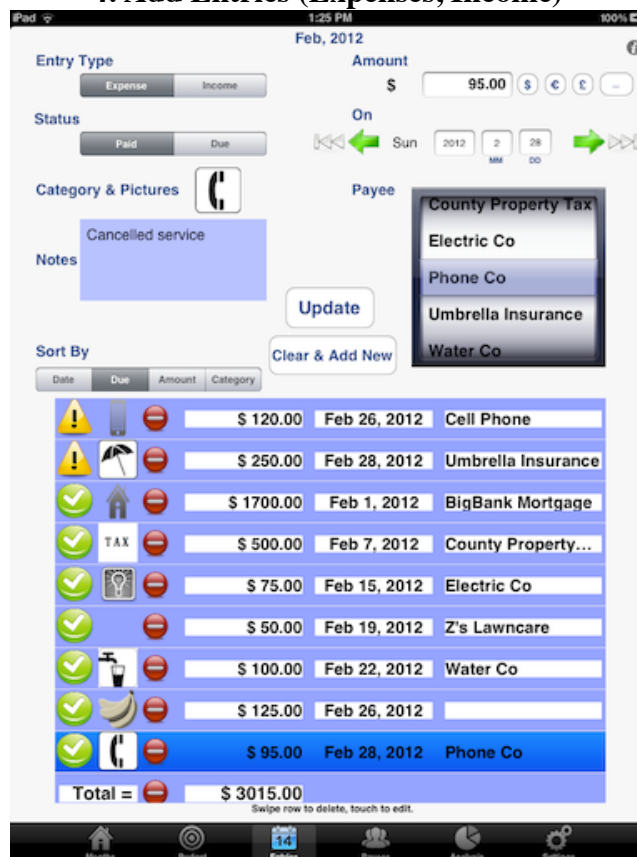 4. Add Entries (Expenses, Income)
iPad 1:25 PM 100%
Feb, 2012
Entry Type Amount
Expense Income $ 95.00 $ € £ ...
Status On
Paid Due Sun 2012 2 28
MM DD
Category & Pictures Payee
County Property Tax
Cancelled service
Electric Co
Notes
Phone Co
Update
Umbrella Insurance
Sort By Clear & Add New Water Co
Date Due Amount Category
$ 120.00 Feb 26, 2012 Cell Phone
$ 250.00 Feb 28, 2012 Umbrella Insurance
$ 1700.00 Feb 1, 2012 BigBank Mortgage
TAX $ 500.00 Feb 7, 2012 County Property...
$ 75.00 Feb 15, 2012 Electric Co
$ 50.00 Feb 19, 2012 Z's Lawncare
$ 100.00 Feb 22, 2012 Water Co
$ 125.00 Feb 26, 2012
$ 95.00 Feb 28, 2012 Phone Co
Total = $ 3015.00
Swipe row to delete, touch to edit.
14